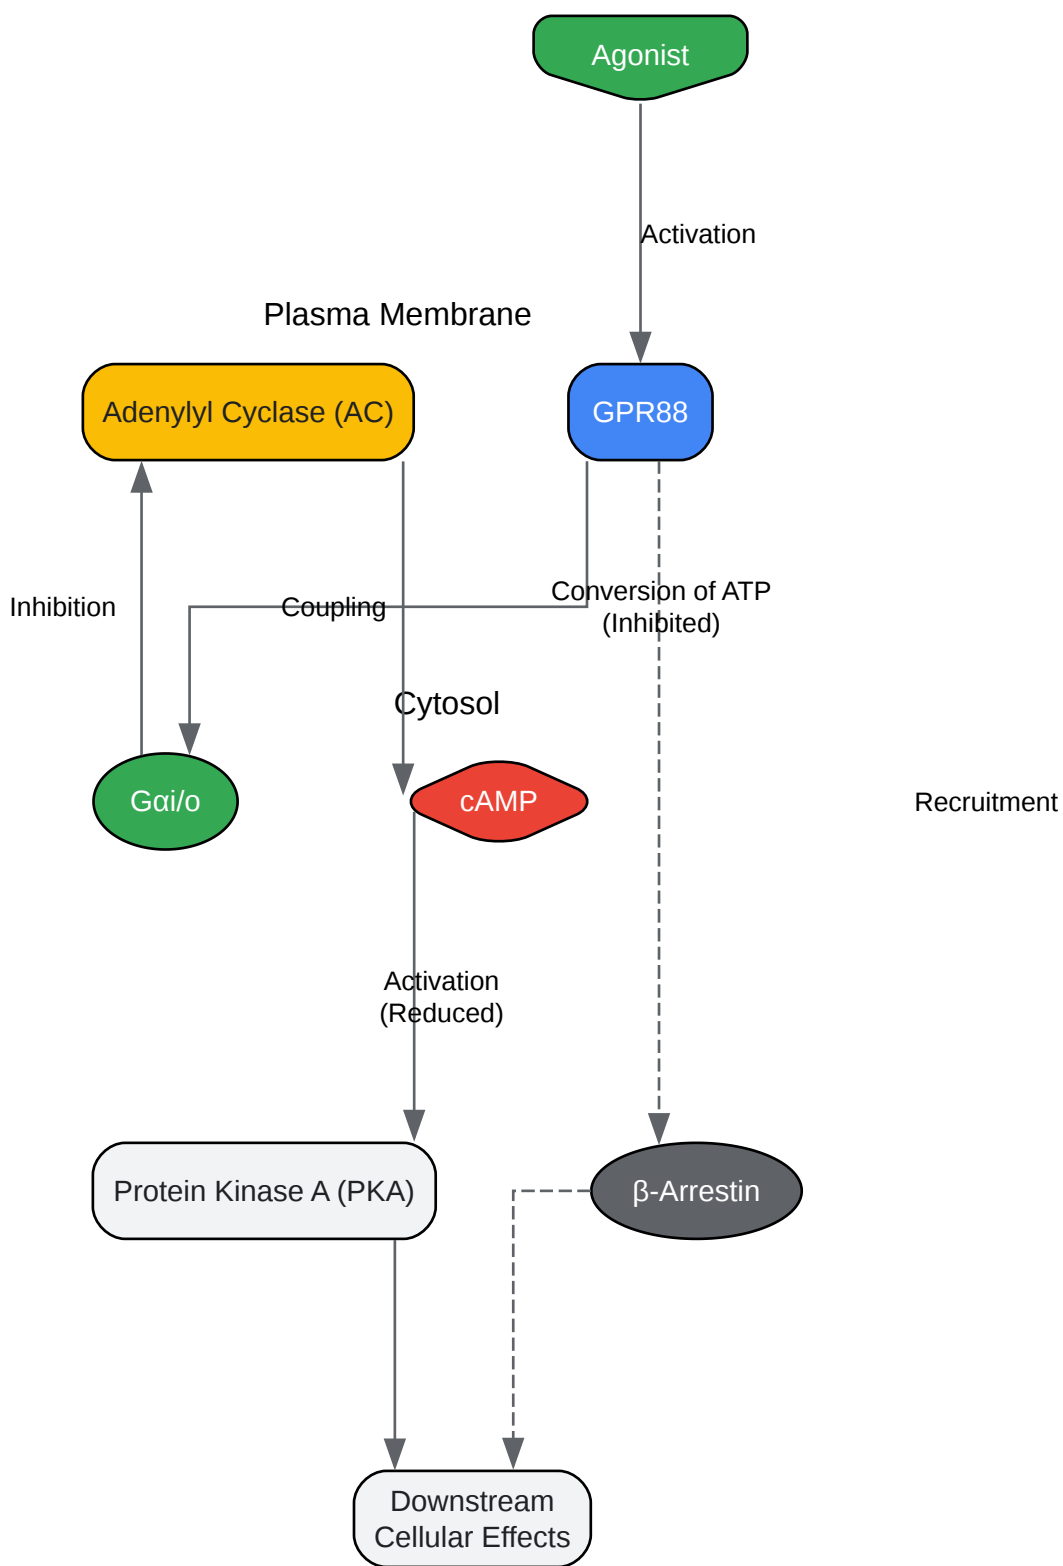 Agonist
Activation
Plasma Membrane
Adenylyl Cyclase (AC)
GPR88
Inhibition
Coupling
Conversion of ATP
(Inhibited)
Cytosol
Gαi/o
cAMP
Recruitment
Activation
(Reduced)
Protein Kinase A (PKA)
β-Arrestin
Downstream
Cellular Effects